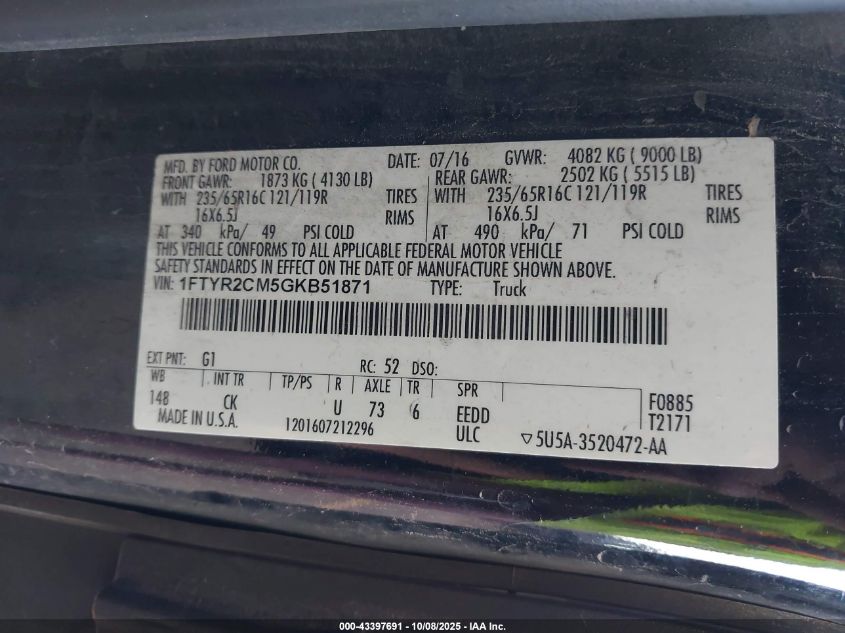 MFD. BY FORD MOTOR CO. DATE: 07/16 GVWR: 4082 KG ( 9000 LB)
FRONT GAWR: 1873 KG ( 4130 LB) REAR GAWR: 2502 KG ( 5515 LB)
WITH 235/65R16C 121/119R TIRES WITH 235/65R16C 121/119R TIRES
16X6.5J RIMS 16X6.5J RIMS
AT 340 kPa/ 49 PSI COLD AT 490 kPa/ 71 PSI COLD
THIS VEHICLE CONFORMS TO ALL APPLICABLE FEDERAL MOTOR VEHICLE
SAFETY STANDARDS IN EFFECT ON THE DATE OF MANUFACTURE SHOWN ABOVE.
VIN: 1FTYR2CM5GKB51871 TYPE: Truck
EXT PNT: G1 RC: 52 DSO:
WB INT TR TP/PS R AXLE TR SPR
148 CK U 73 6 EEDD F0885
MADE IN U.S.A. 1201607212296 ULC T2171
▽5U5A-3520472-AA
000-43397691 - 10/08/2025 - IAA Inc.